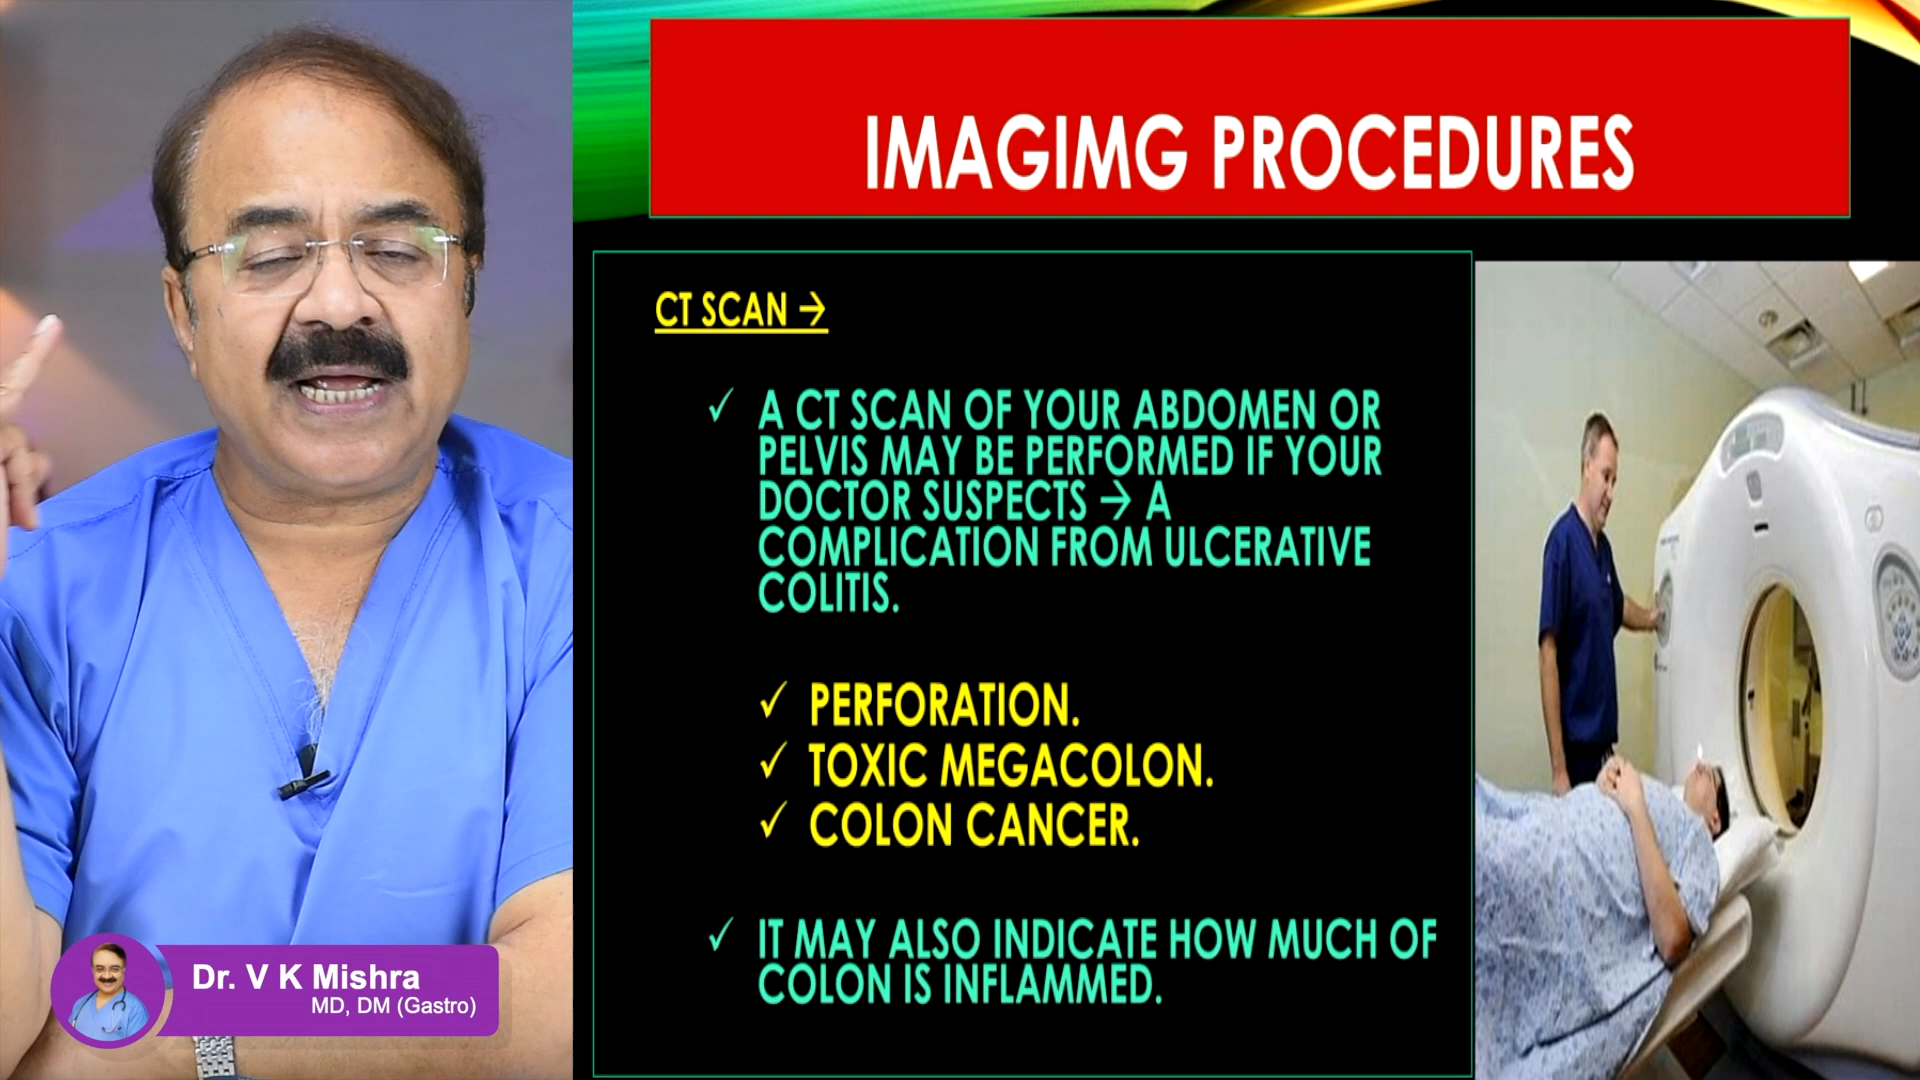 IMAGIMG PROCEDURES
CT SCAN →
✓ A CT SCAN OF YOUR ABDOMEN OR
PELVIS MAY BE PERFORMED IF YOUR
DOCTOR SUSPECTS → A
COMPLICATION FROM ULCERATIVE
COLITIS.
✓ PERFORATION.
✓ TOXIC MEGACOLON.
✓ COLON CANCER.
✓ IT MAY ALSO INDICATE HOW MUCH OF
COLON IS INFLAMMED.
Dr. V K Mishra
MD, DM (Gastro)